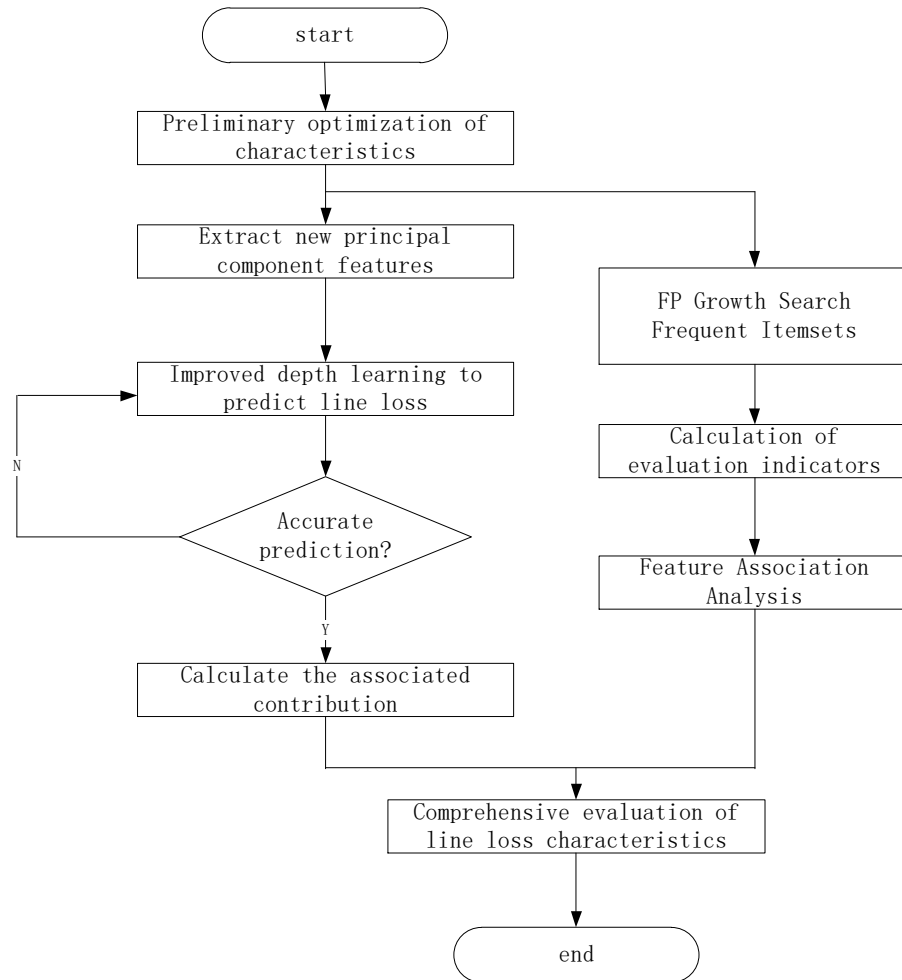 start
Preliminary optimization of
characteristics
Extract new principal
component features
FP Growth Search
Frequent Itemsets
Improved depth learning to
predict line loss
Calculation of
evaluation indicators
N
Accurate
prediction?
Feature Association
Analysis
Y
Calculate the associated
contribution
Comprehensive evaluation of
line loss characteristics
end